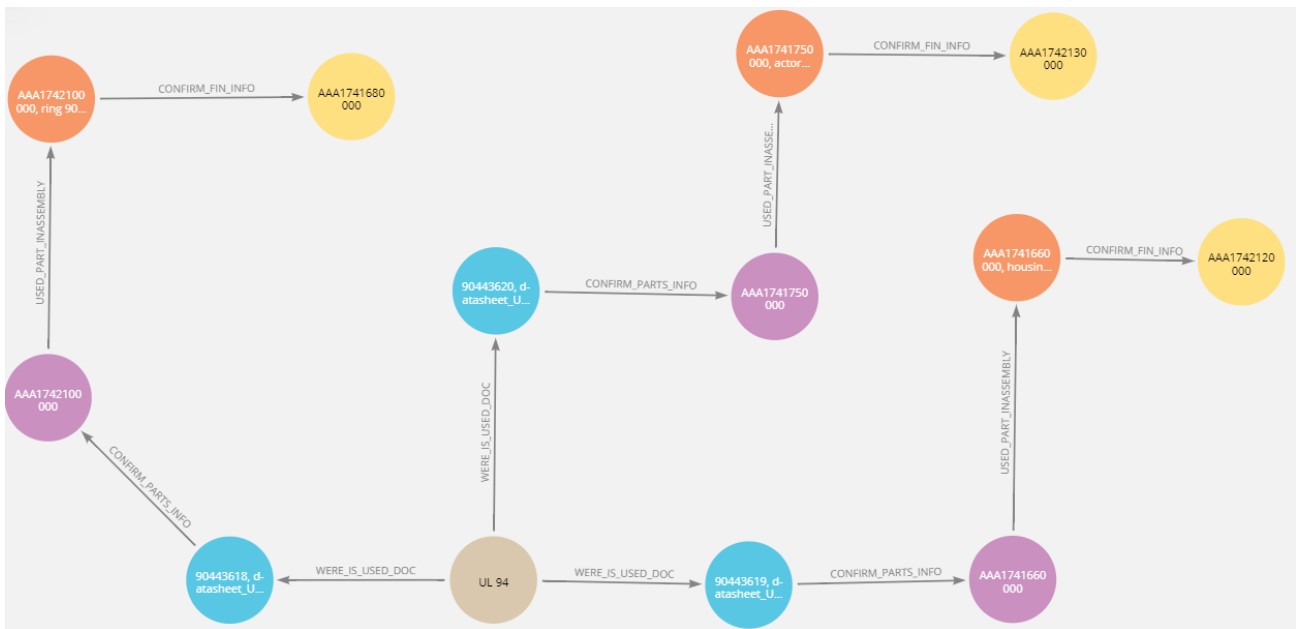 AAA1742100
000, ring 90...
CONFIRM_FIN_INFO
AAA1741680
000
AAA1741750
000, actor...
CONFIRM_FIN_INFO
AAA1742130
000
USED_PART_INASSEMBLY
USED_PART_INASSE...
AAA1741660
000, housin...
CONFIRM_FIN_INFO
AAA1742120
000
90443620, d-
atasheet_U...
CONFIRM_PARTS_INFO
AAA1741750
000
AAA1742100
000
WERE_IS_USED_DOC
USED_PART_INASSEMBLY
CONFIRM_PARTS_INFO
90443618, d-
atasheet_U...
WERE_IS_USED_DOC
UL 94
WERE_IS_USED_DOC
90443619, d-
atasheet_U...
CONFIRM_PARTS_INFO
AAA1741660
000